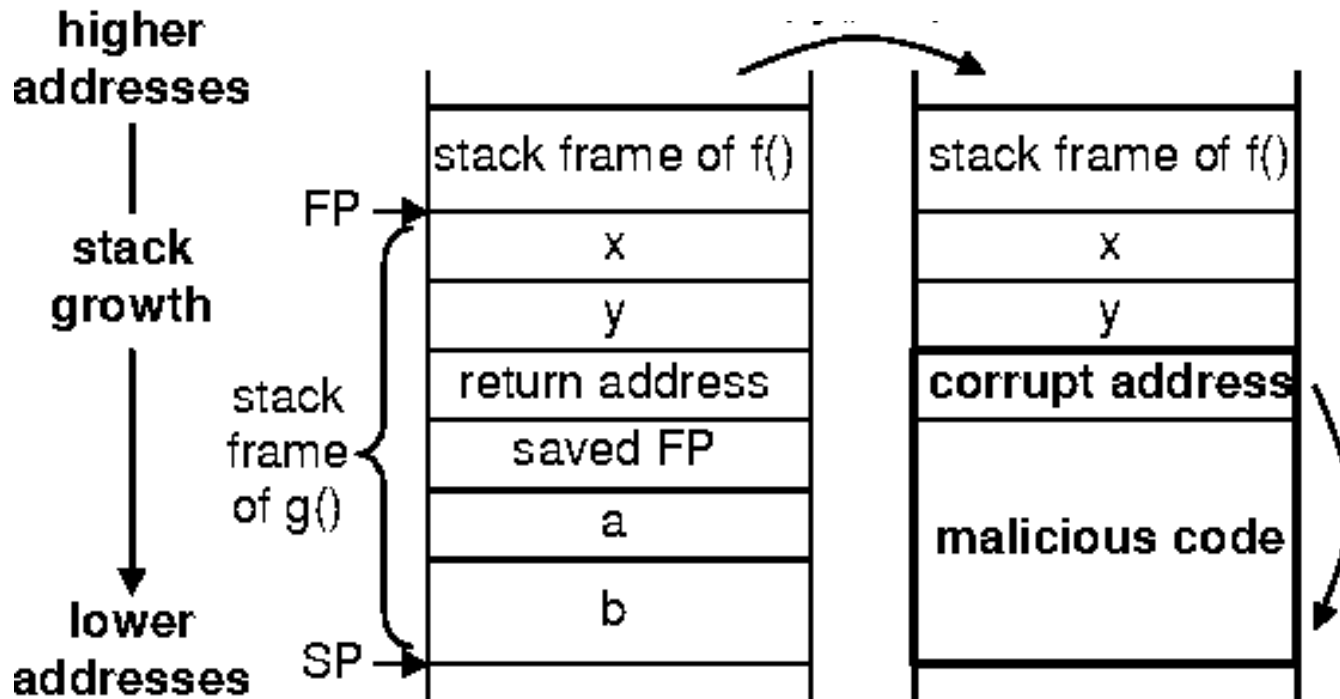 higher
addresses
stack
growth
lower
addresses
FP
SP
stack
frame
of g()
stack frame of f()
x
y
return address
saved FP
a
b
stack frame of f()
x
y
corrupt address
malicious code